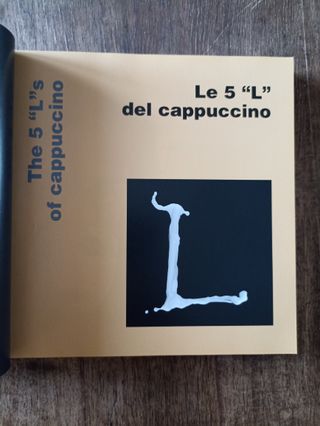 The 5 “L”s
of cappuccino
Le 5 “L”
del cappuccino
L